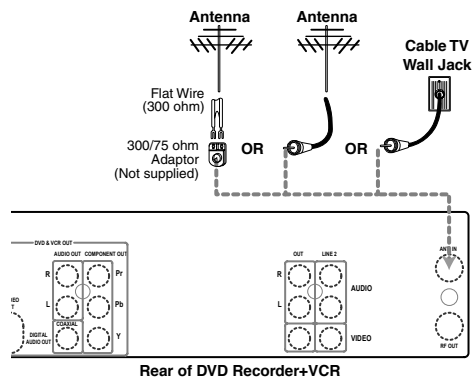 Antenna
Antenna
Cable TV
Wall Jack
Flat Wire
(300 ohm)
300/75 ohm
Adaptor
(Not supplied)
OR
OR
DVD & VCR OUT
AUDIO OUT
COMPONENT OUT
OUT
LINE 2
ANT IN
R
Pr
R
AUDIO
L
Pb
L
COAXIAL
DIGITAL
AUDIO OUT
Y
VIDEO
RF OUT
Rear of DVD Recorder+VCR